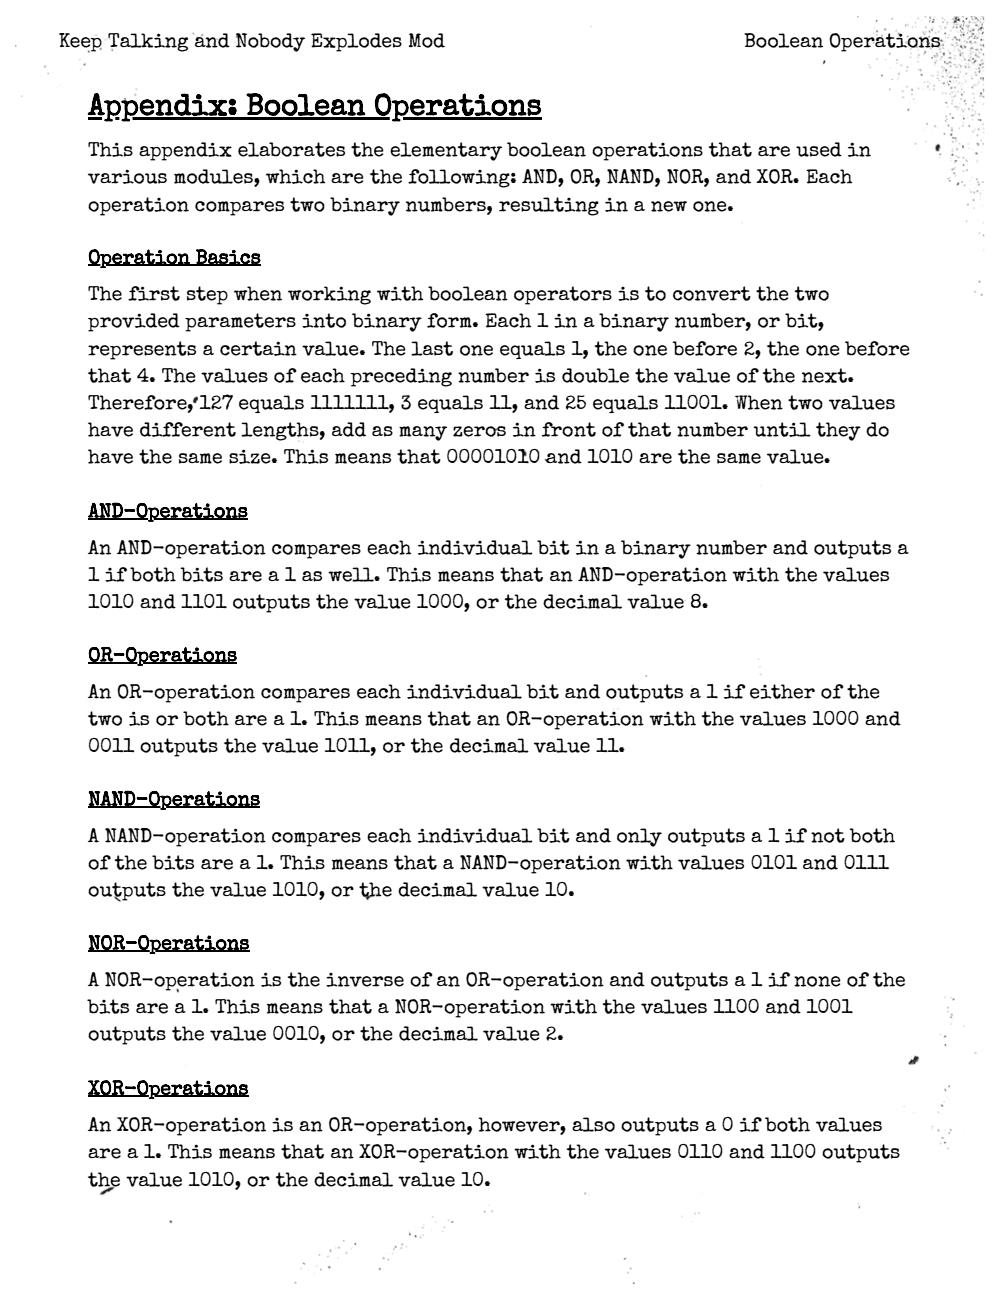 Keep Talking and Nobody Explodes Mod
Boolean Operations
Appendix: Boolean Operations
This appendix elaborates the elementary boolean operations that are used in
various modules, which are the following: AND, OR, NAND, NOR, and XOR. Each
operation compares two binary numbers, resulting in a new one.
Operation Basics
The first step when working with boolean operators is to convert the two
provided parameters into binary form. Each 1 in a binary number, or bit,
represents a certain value. The last one equals 1, the one before 2, the one before
that 4. The values of each preceding number is double the value of the next.
Therefore, 127 equals 1111111, 3 equals 11, and 25 equals 11001. When two values
have different lengths, add as many zeros in front of that number until they do
have the same size. This means that 00001010 and 1010 are the same value.
AND-Operations
An AND-operation compares each individual bit in a binary number and outputs a
1 if both bits are a 1 as well. This means that an AND-operation with the values
1010 and 1101 outputs the value 1000, or the decimal value 8.
OR-Operations
An OR-operation compares each individual bit and outputs a 1 if either of the
two is or both are a 1. This means that an OR-operation with the values 1000 and
0011 outputs the value 1011, or the decimal value 11.
NAND-Operations
A NAND-operation compares each individual bit and only outputs a 1 if not both
of the bits are a 1. This means that a NAND-operation with values 0101 and 0111
outputs the value 1010, or the decimal value 10.
NOR-Operations
A NOR-operation is the inverse of an OR-operation and outputs a 1 if none of the
bits are a 1. This means that a NOR-operation with the values 1100 and 1001
outputs the value 0010, or the decimal value 2.
XOR-Operations
An XOR-operation is an OR-operation, however, also outputs a 0 if both values
are a 1. This means that an XOR-operation with the values 0110 and 1100 outputs
the value 1010, or the decimal value 10.